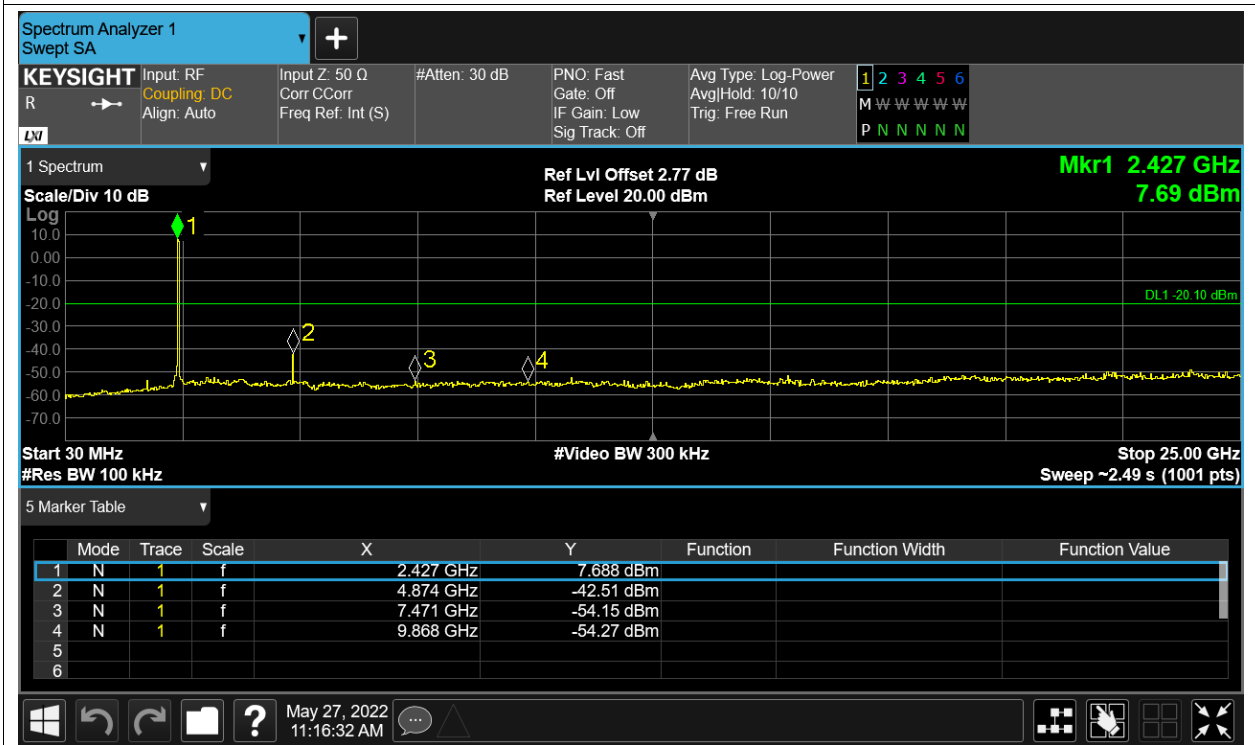 Spectrum Analyzer 1
Swept SA
+
KEYSIGHT Input: RF Input Z: 50 Ω #Atten: 30 dB PNO: Fast Avg Type: Log-Power 1 2 3 4 5 6
R Coupling: DC Corr CCorr Gate: Off Avg|Hold: 10/10 M W W W W W
Align: Auto Freq Ref: Int (S) IF Gain: Low Trig: Free Run
LXI Sig Track: Off P N N N N N
1 Spectrum
Ref Lvl Offset 2.77 dB Mkr1 2.427 GHz
Scale/Div 10 dB Ref Level 20.00 dBm 7.69 dBm
Log
1
10.0
0.00
-10.0
DL1 -20.10 dBm
-20.0
-30.0
2
-40.0
3 4
-50.0
-60.0
-70.0
Start 30 MHz #Video BW 300 kHz Stop 25.00 GHz
#Res BW 100 kHz Sweep ~2.49 s (1001 pts)
5 Marker Table
Mode Trace Scale X Y Function Function Width Function Value
1 N 1 f 2.427 GHz 7.688 dBm
2 N 1 f 4.874 GHz -42.51 dBm
3 N 1 f 7.471 GHz -54.15 dBm
4 N 1 f 9.868 GHz -54.27 dBm
5
6
? May 27, 2022
11:16:32 AM